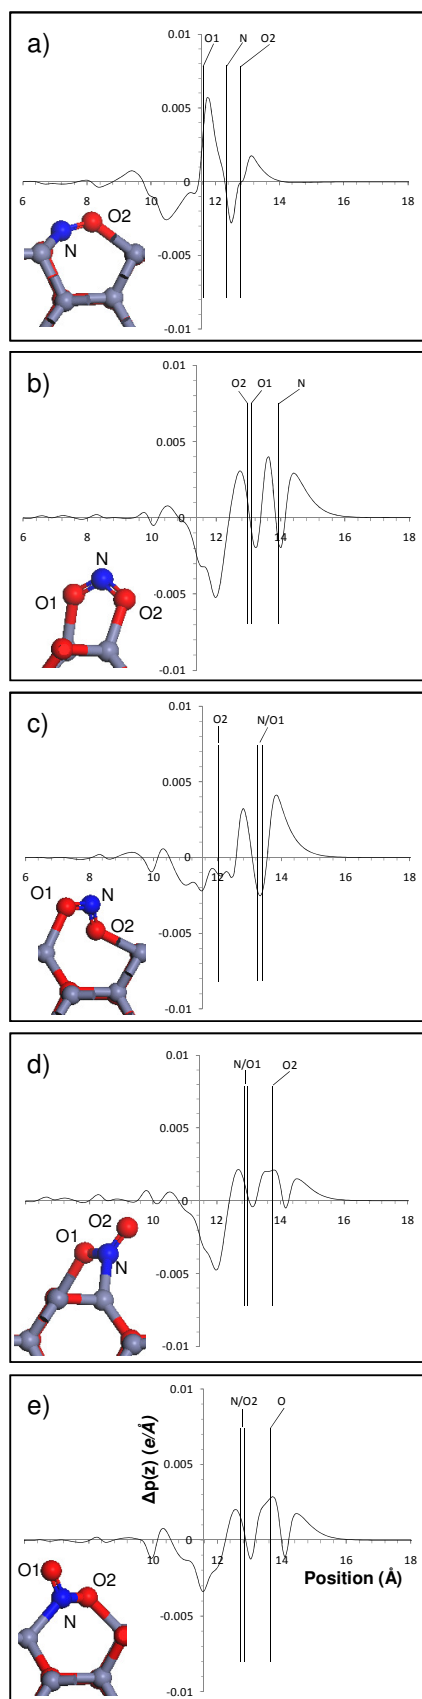 a)
0.01
O1 N O2
0.005
0
6 8 10 12 14 16 18
O2
N
-0.005
-0.01
b)
0.01
O2 O1 N
0.005
0
6 8 10 12 14 16 18
N
O1
O2
-0.005
-0.01
c)
0.01
O2 N/O1
0.005
0
6 8 10 12 14 16 18
O1 N
O2
-0.005
-0.01
d)
0.01
N/O1 O2
0.005
0
6 8 10 12 14 16 18
O2
O1
N
-0.005
-0.01
e)
0.01
N/O2 O
Δp(z) (e/Å)
0.005
0
6 8 10 12 14 16 18
Position (Å)
O1
O2
N
-0.005
-0.01